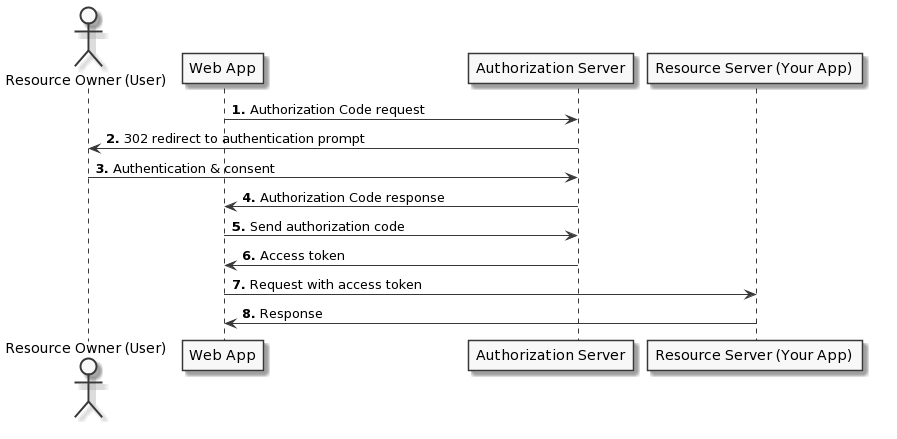 Resource Owner (User)
Web App
Authorization Server
Resource Server (Your App)
1. Authorization Code request
2. 302 redirect to authentication prompt
3. Authentication & consent
4. Authorization Code response
5. Send authorization code
6. Access token
7. Request with access token
8. Response
Resource Owner (User)
Web App
Authorization Server
Resource Server (Your App)